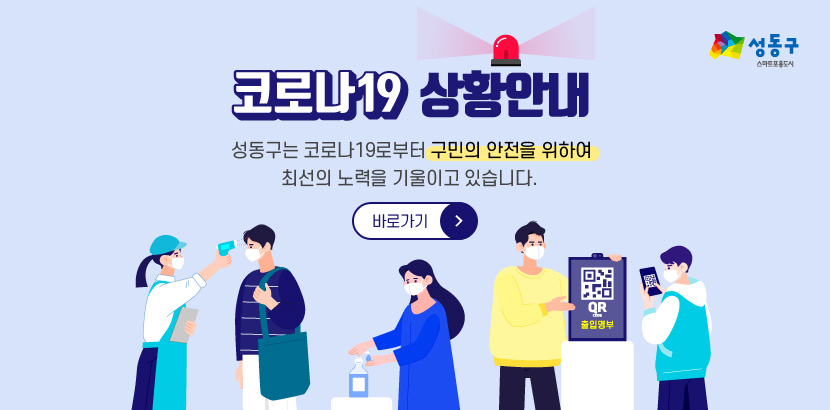 성동구
스마트포용도시
코로나19 상황안내
성동구는 코로나19로부터 구민의 안전을 위하여
최선의 노력을 기울이고 있습니다.
바로가기
QR
code
출입명부